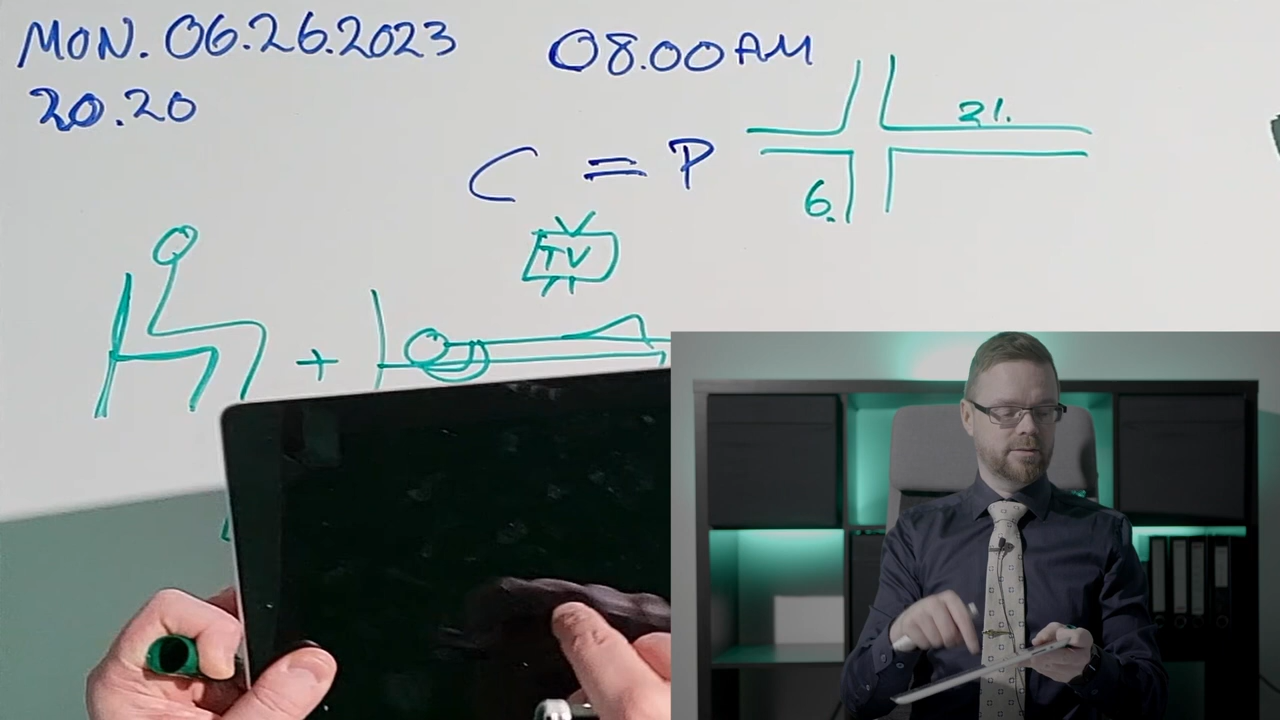 MON. 06.26.2023
08.00 AM
20.20
C = P
21.
6.
TV
+